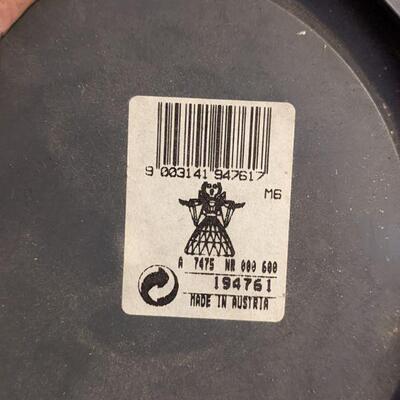 9 003141 947617
M6
A 7475 NR 000 600
194761
MADE IN AUSTRIA